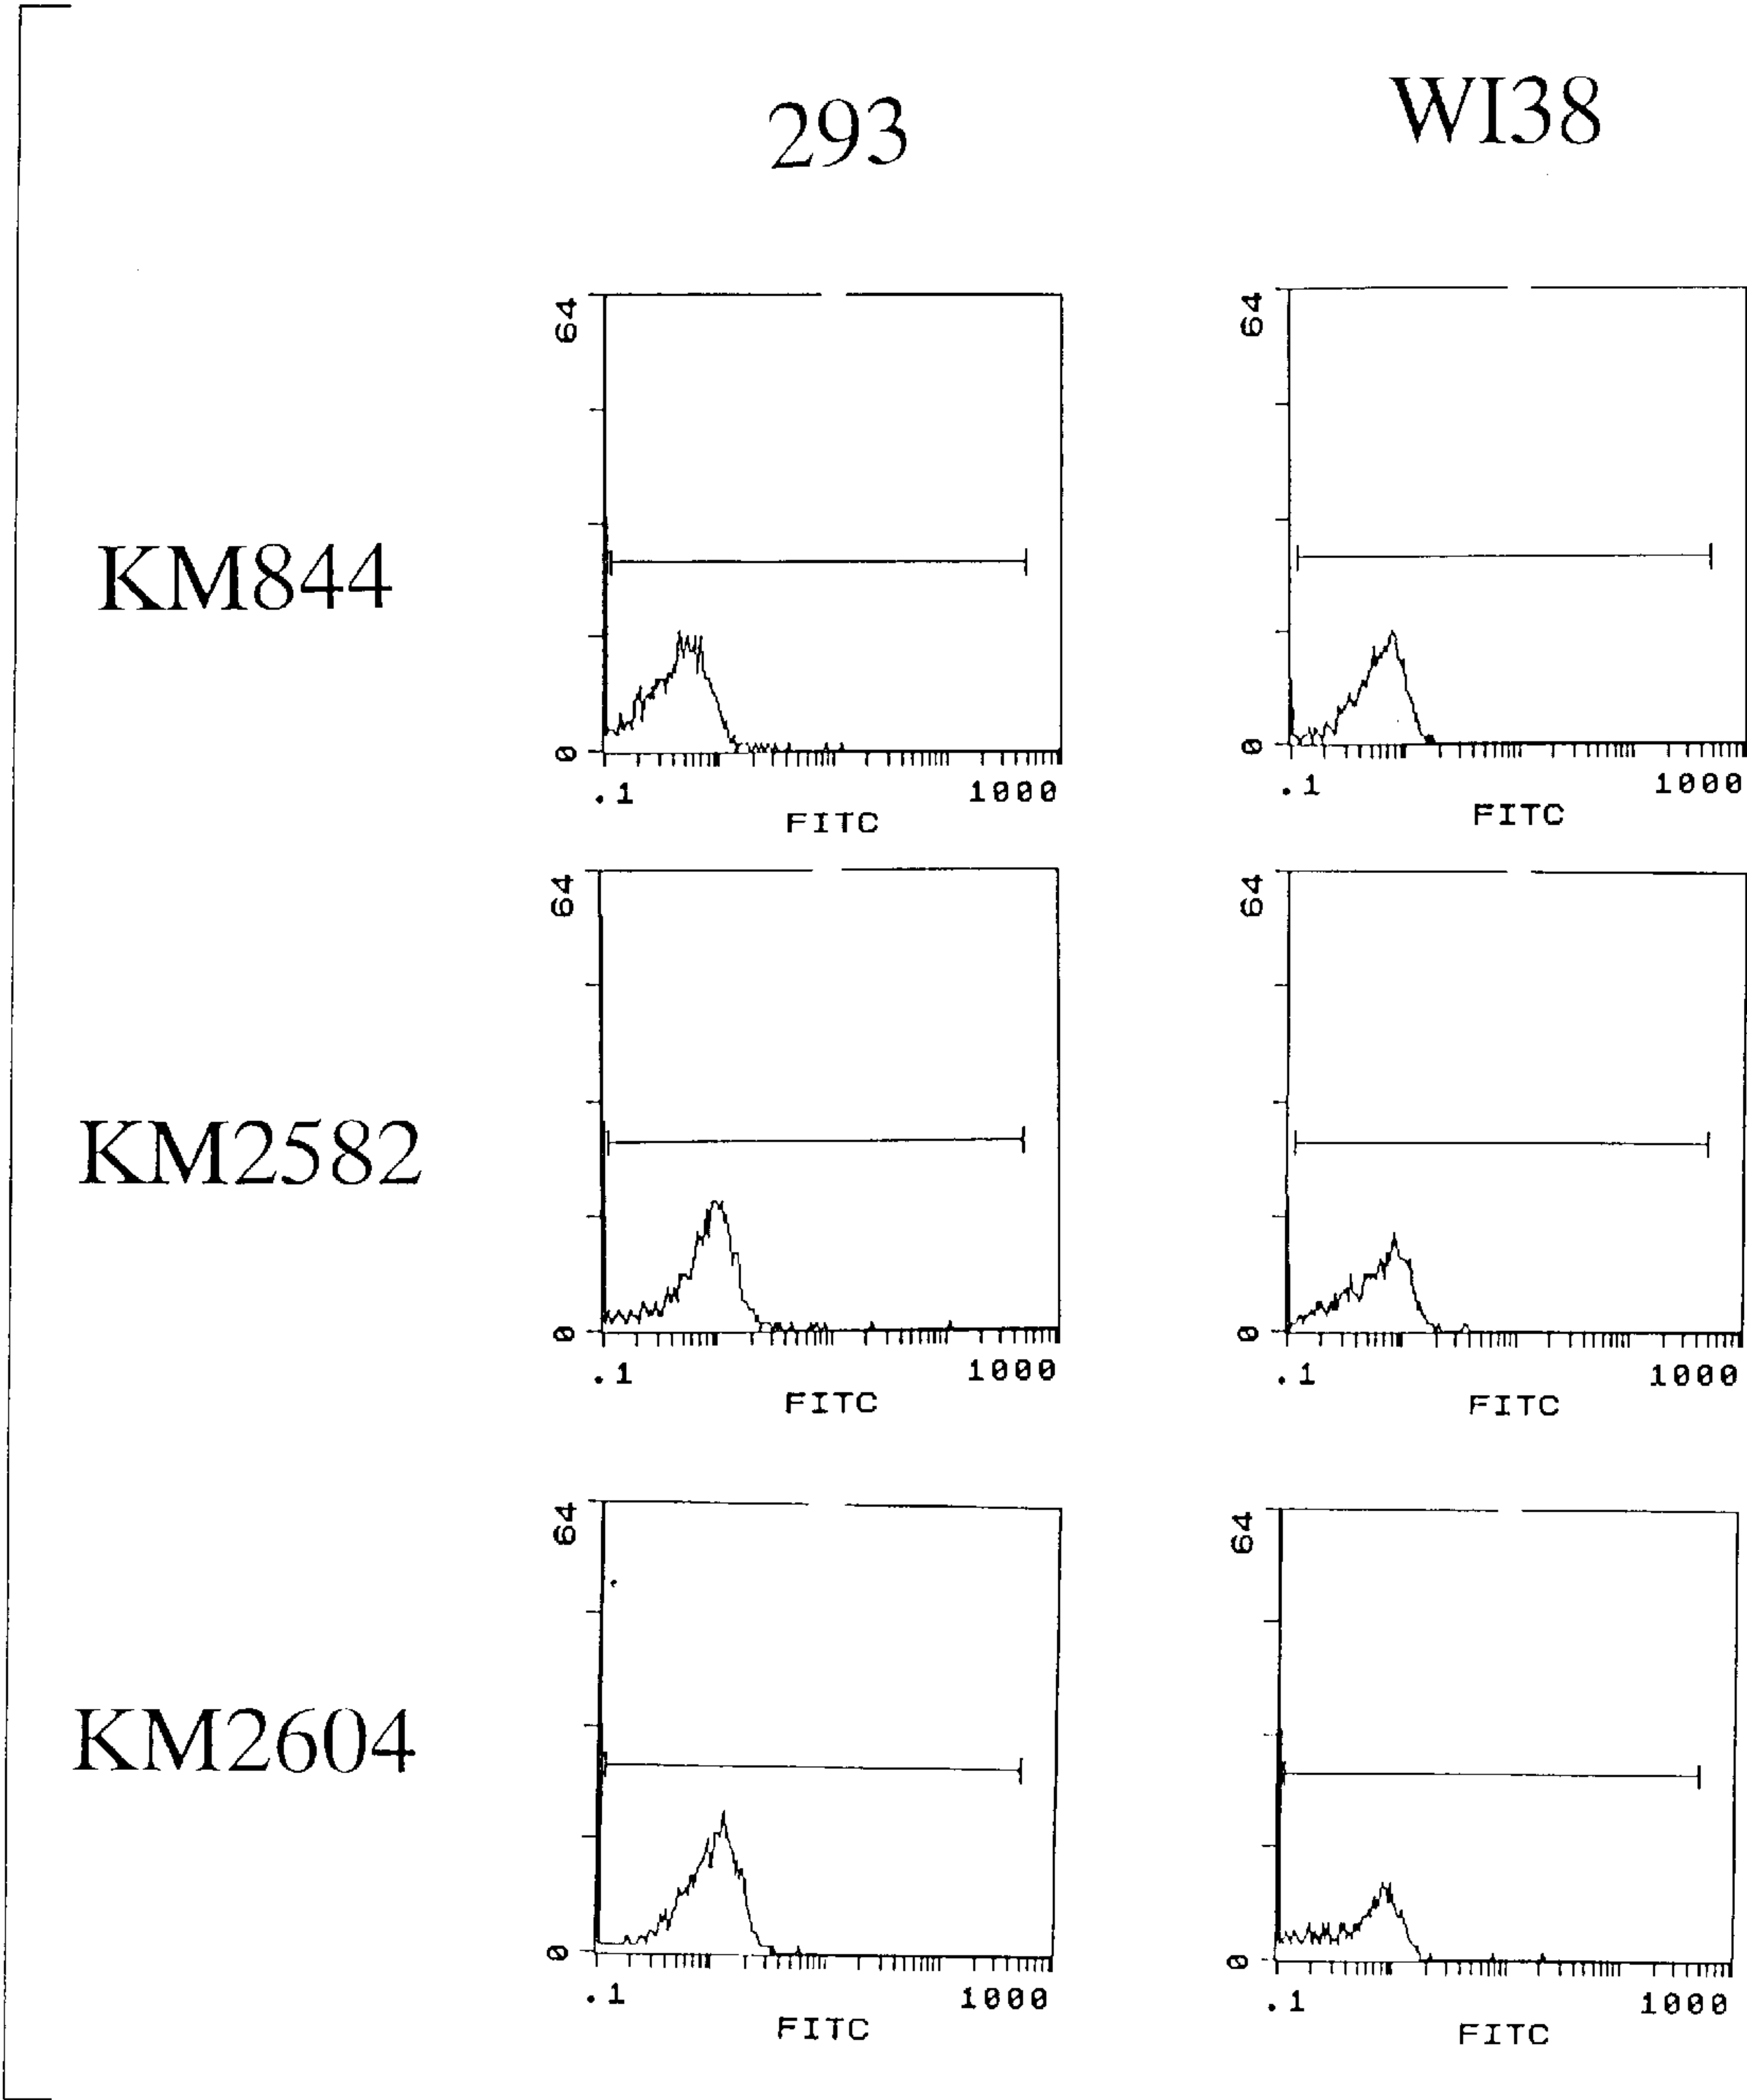 293 WI38
KM844
64 64
0 0
.1 1000 .1 1000
FITC FITC
KM2582
64 64
0 0
.1 1000 .1 1000
FITC FITC
KM2604
64 64
0 0
.1 1000 .1 1000
FITC FITC